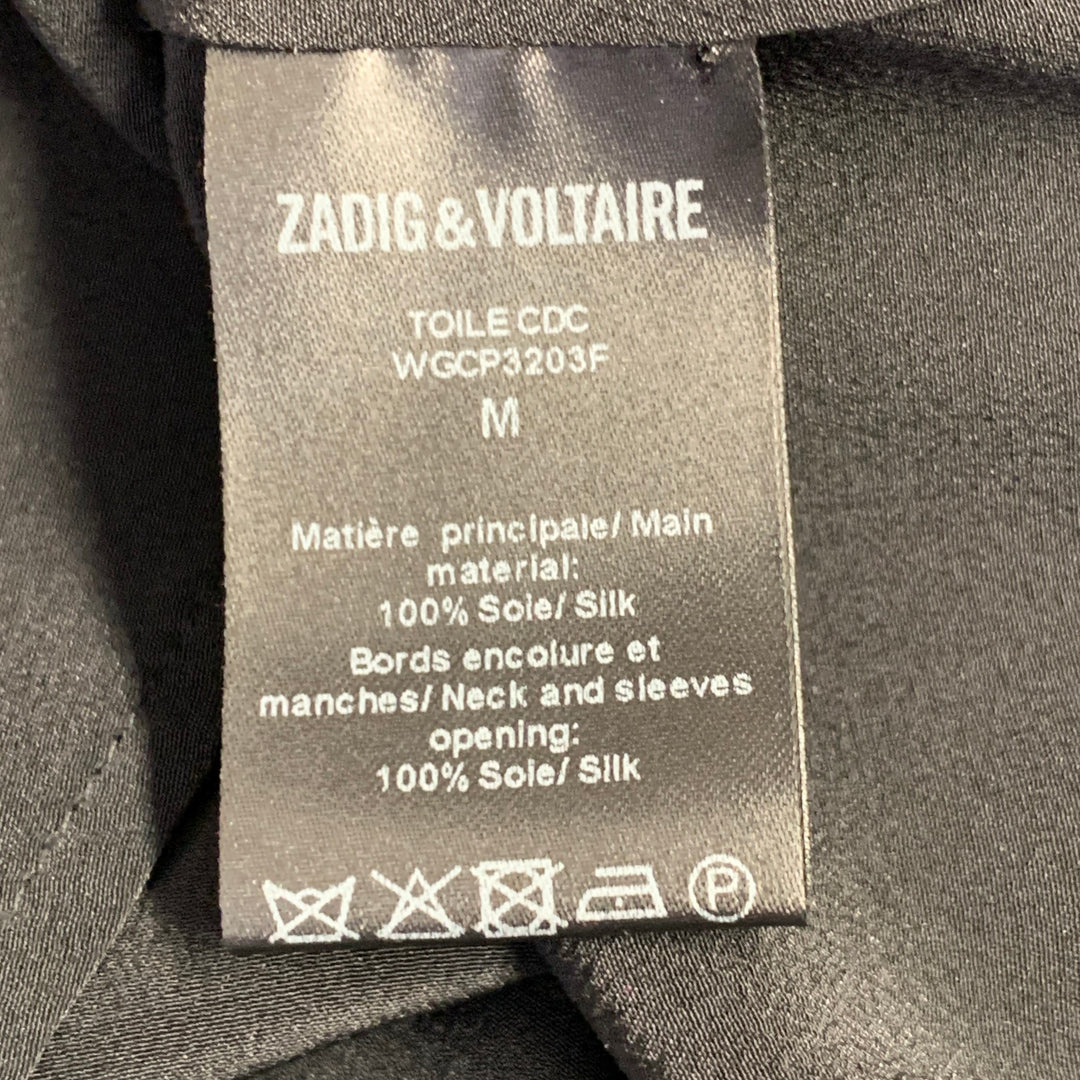 ZADIG&VOLTAIRE
TOILE CDC
WGCP3203F
M
Matière principale/ Main
material:
100% Soie/ Silk
Bords encolure et
manches/ Neck and sleeves
opening:
100% Soie/ Silk
P